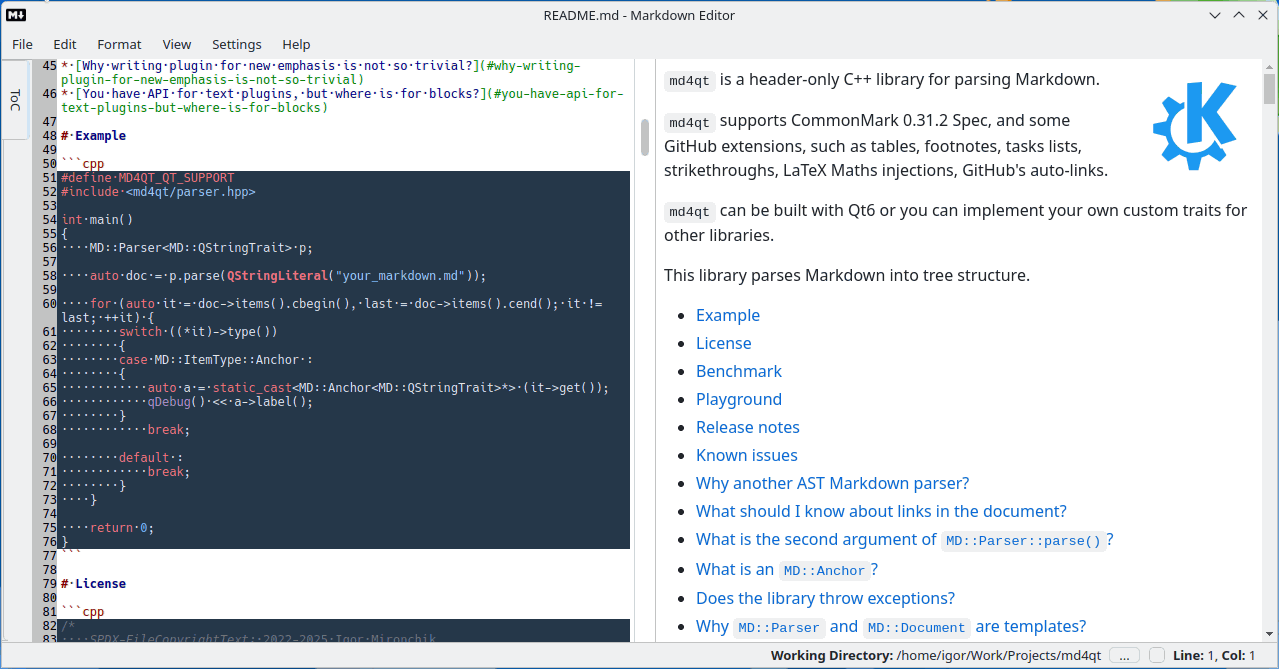 README.md - Markdown Editor
File Edit Format View Settings Help
ToC
45 *·[Why·writing·plugin·for·new·emphasis·is·not·so·trivial?](#why-writing-
plugin-for-new-emphasis-is-not-so-trivial)
46 *·[You·have·API·for·text·plugins,·but·where·is·for·blocks?](#you-have-api-for-
text-plugins-but-where-is-for-blocks)
47
48 #·Example
49
50 ```cpp
51 #define·MD4QT_QT_SUPPORT
52 #include·<md4qt/parser.hpp>
53
54 int·main()
55 {
56 ····MD::Parser<MD::QStringTrait>·p;
57
58 ····auto·doc·=·p.parse(QStringLiteral("your_markdown.md"));
59
60 ····for·(auto·it·=·doc->items().cbegin(),·last·=·doc->items().cend();·it·!=·
last;·++it)·{
61 ········switch·((*it)->type())
62 ········{
63 ········case·MD::ItemType::Anchor·:
64 ········{
65 ············auto·a·=·static_cast<MD::Anchor<MD::QStringTrait>*>·(it->get());
66 ············qDebug()·<<·a->label();
67 ········}
68 ············break;
69
70 ········default·:
71 ············break;
72 ········}
73 ····}
74
75 ····return·0;
76 }
77 ```
78
79 #·License
80
81 ```cpp
82 /*
83 ····SPDX-FileCopyrightText:·2022-2025·Igor·Mironchik
md4qt is a header-only C++ library for parsing Markdown.
md4qt supports CommonMark 0.31.2 Spec, and some
GitHub extensions, such as tables, footnotes, tasks lists,
strikethroughs, LaTeX Maths injections, GitHub's auto-links.
md4qt can be built with Qt6 or you can implement your own custom traits for
other libraries.
This library parses Markdown into tree structure.
• Example
• License
• Benchmark
• Playground
• Release notes
• Known issues
• Why another AST Markdown parser?
• What should I know about links in the document?
• What is the second argument of MD::Parser::parse() ?
• What is an MD::Anchor ?
• Does the library throw exceptions?
• Why MD::Parser and MD::Document are templates?
Working Directory: /home/igor/Work/Projects/md4qt ... Line: 1, Col: 1